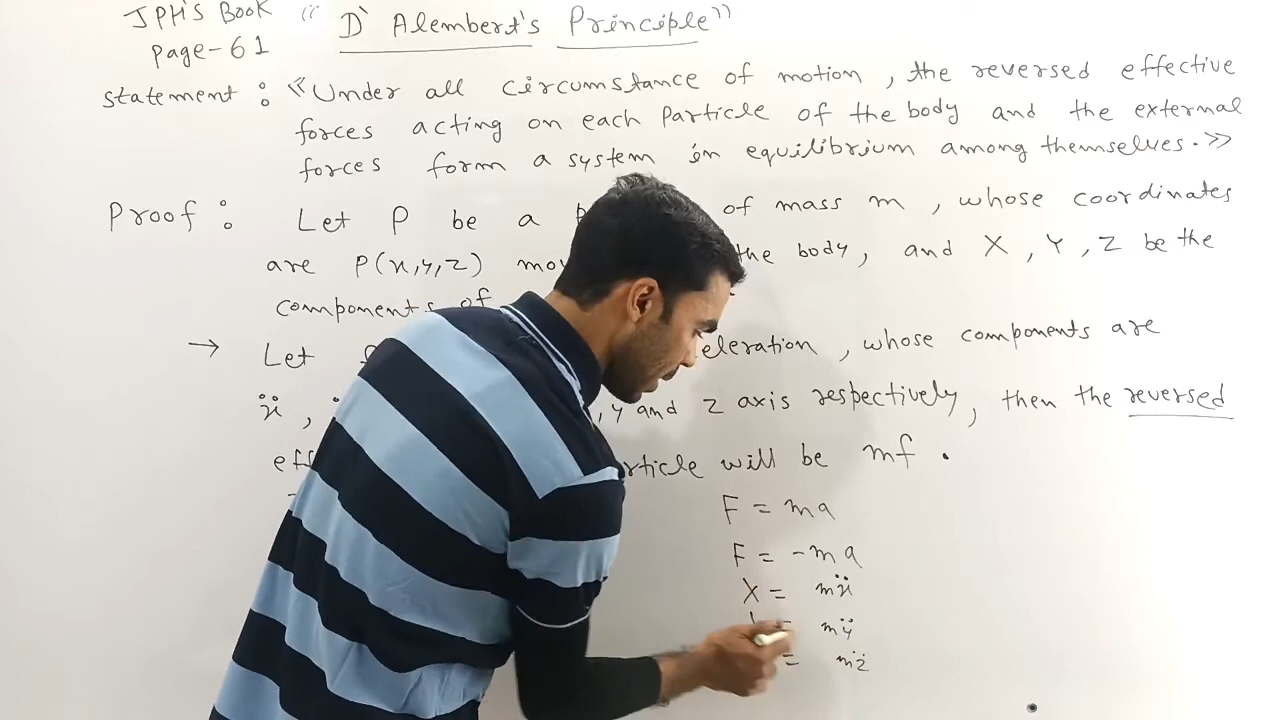 JPH'S Book “ D' Alembert's Principle”
Page-61
statement : «Under all circumstance of motion, the reversed effective
forces acting on each Particle of the body and the external
forces form a system in equilibrium among themselves.»
Proof : Let P be a of mass m, whose coordinates
are P(x,y,z) the body, and X, Y, Z be the
components of
→ Let whose components are
ẍ, y and z axis respectively, then the reversed
will be mf.
F = ma
F = -ma
X = mẍ
= mÿ
= mz̈